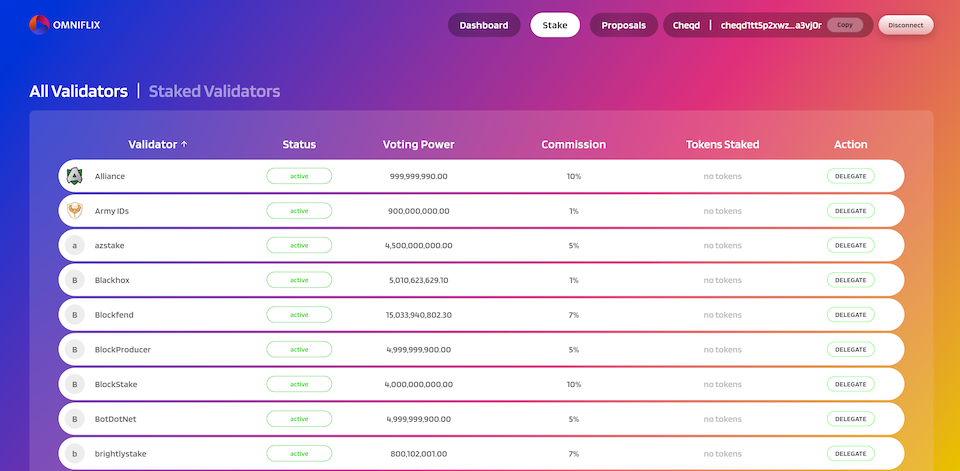 OMNIFLIX
Dashboard Stake Proposals Cheqd | cheqd1tt5p2xwz...a3vj0r Copy Disconnect
All Validators | Staked Validators
Validator ↑ Status Voting Power Commission Tokens Staked Action
Alliance active 999,999,990.00 10% no tokens DELEGATE
Army IDs active 900,000,000.00 1% no tokens DELEGATE
a azstake active 4,500,000,000.00 5% no tokens DELEGATE
B Blackhox active 5,010,623,629.10 1% no tokens DELEGATE
B Blockfend active 15,033,940,802.30 7% no tokens DELEGATE
B BlockProducer active 4,999,999,900.00 5% no tokens DELEGATE
B BlockStake active 4,000,000,000.00 10% no tokens DELEGATE
B BotDotNet active 4,999,999,900.00 5% no tokens DELEGATE
b brightlystake active 800,102,001.00 7% no tokens DELEGATE